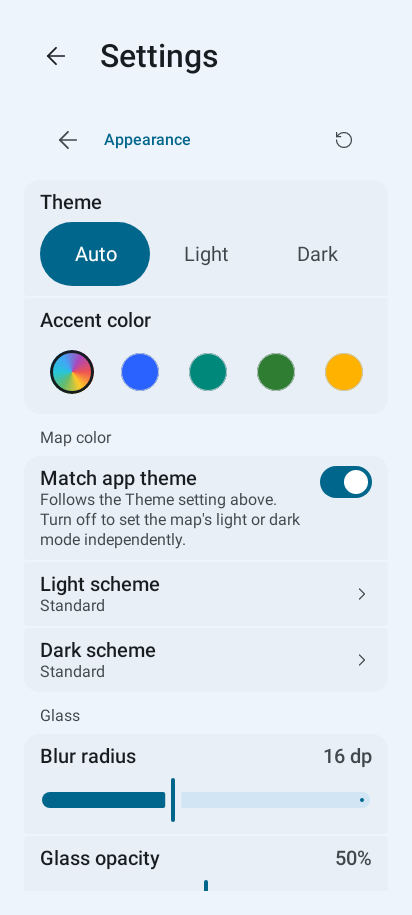 Settings
Appearance
Theme
Auto Light Dark
Accent color
Map color
Match app theme
Follows the Theme setting above.
Turn off to set the map's light or dark
mode independently.
Light scheme
Standard
Dark scheme
Standard
Glass
Blur radius 16 dp
Glass opacity 50%